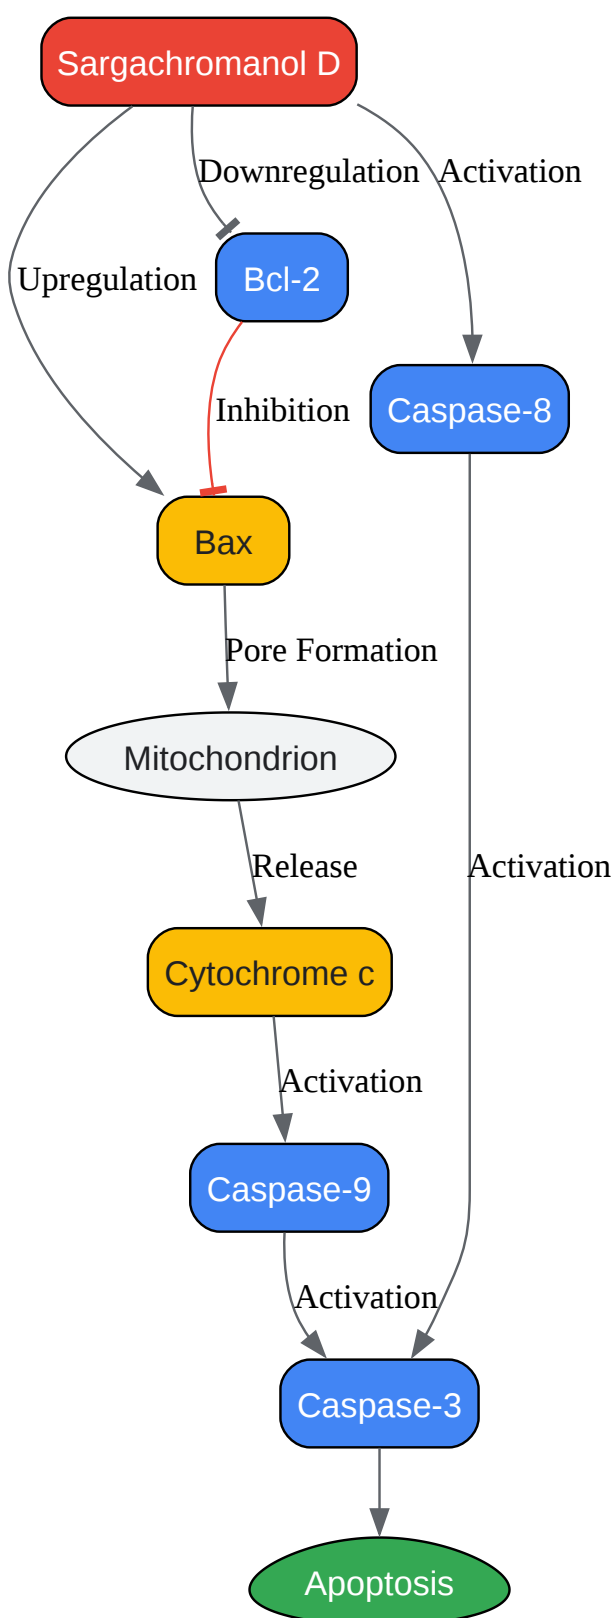 Sargachromanol D
Downregulation
Activation
Upregulation
Bcl-2
Inhibition
Caspase-8
Bax
Pore Formation
Mitochondrion
Release
Activation
Cytochrome c
Activation
Caspase-9
Activation
Caspase-3
Apoptosis